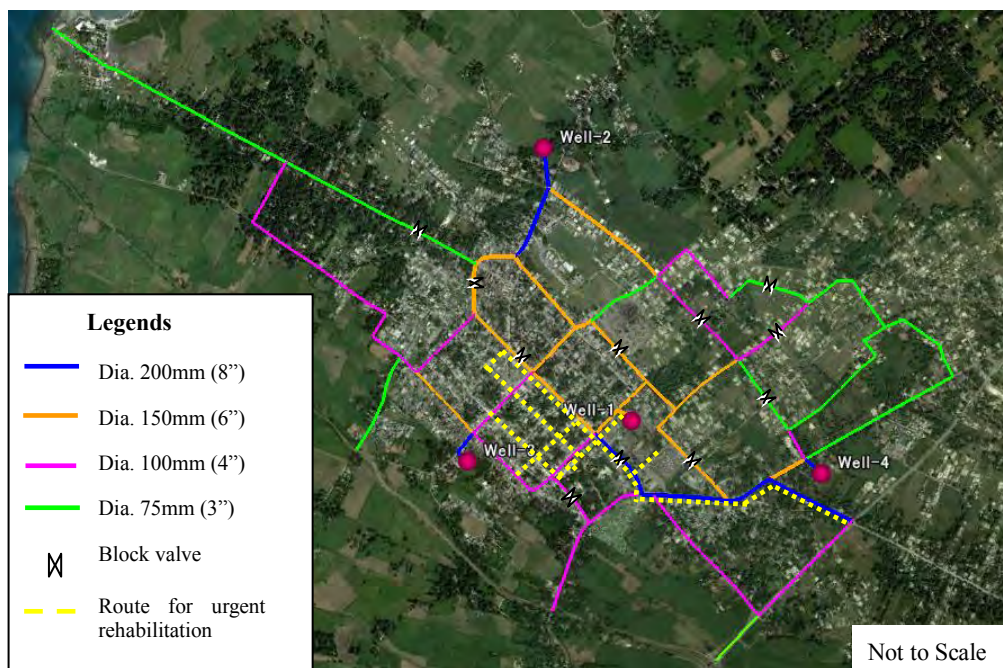 Well-2
Legends
Dia. 200mm (8”)
Dia. 150mm (6”)
Well-1
Dia. 100mm (4”)
Well-3
Well-4
Dia. 75mm (3”)
Block valve
Route for urgent
rehabilitation
Not to Scale